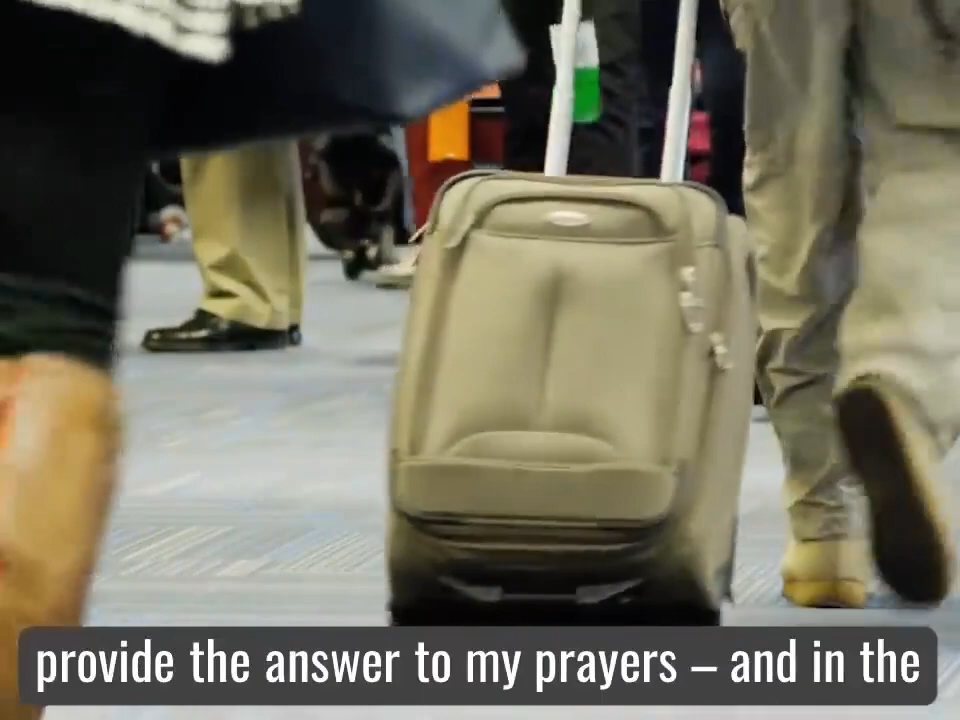 provide the answer to my prayers – and in the